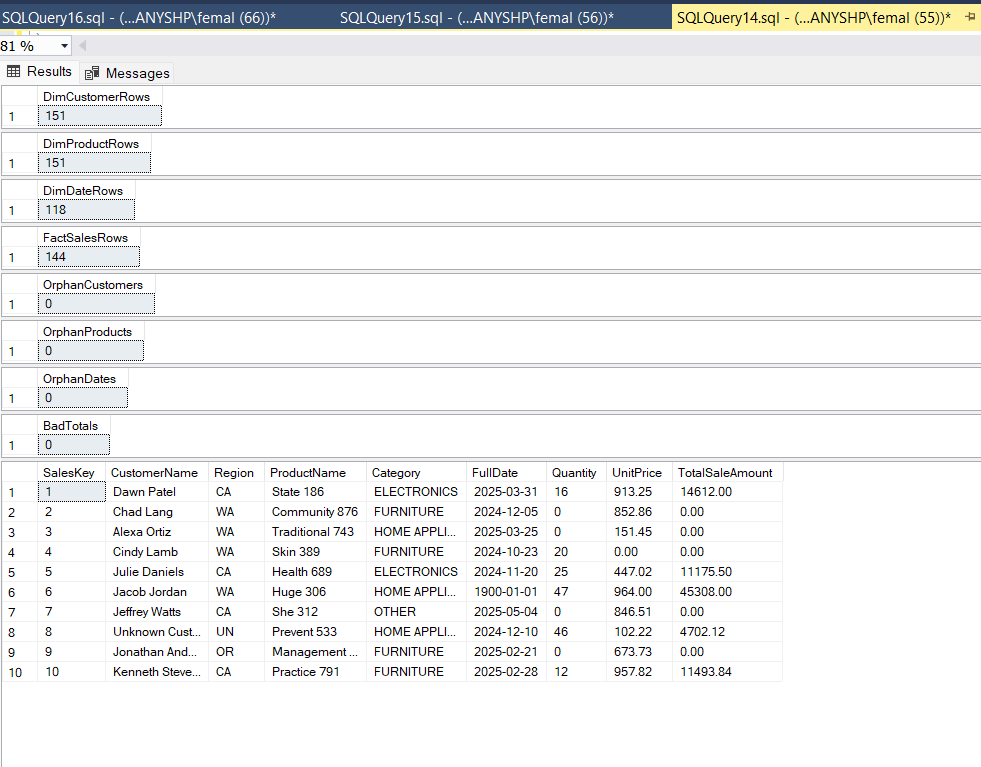 SQLQuery16.sql - (...ANYSHP\femal (66))* SQLQuery15.sql - (...ANYSHP\femal (56))* SQLQuery14.sql - (...ANYSHP\femal (55))*
81 %
Results Messages
DimCustomerRows
1 151
DimProductRows
1 151
DimDateRows
1 118
FactSalesRows
1 144
OrphanCustomers
1 0
OrphanProducts
1 0
OrphanDates
1 0
BadTotals
1 0
SalesKey CustomerName Region ProductName Category FullDate Quantity UnitPrice TotalSaleAmount
1 1 Dawn Patel CA State 186 ELECTRONICS 2025-03-31 16 913.25 14612.00
2 2 Chad Lang WA Community 876 FURNITURE 2024-12-05 0 852.86 0.00
3 3 Alexa Ortiz WA Traditional 743 HOME APPLI... 2025-03-25 0 151.45 0.00
4 4 Cindy Lamb WA Skin 389 FURNITURE 2024-10-23 20 0.00 0.00
5 5 Julie Daniels CA Health 689 ELECTRONICS 2024-11-20 25 447.02 11175.50
6 6 Jacob Jordan WA Huge 306 HOME APPLI... 1900-01-01 47 964.00 45308.00
7 7 Jeffrey Watts CA She 312 OTHER 2025-05-04 0 846.51 0.00
8 8 Unknown Cust... UN Prevent 533 HOME APPLI... 2024-12-10 46 102.22 4702.12
9 9 Jonathan And... OR Management ... FURNITURE 2025-02-21 0 673.73 0.00
10 10 Kenneth Steve... CA Practice 791 FURNITURE 2025-02-28 12 957.82 11493.84